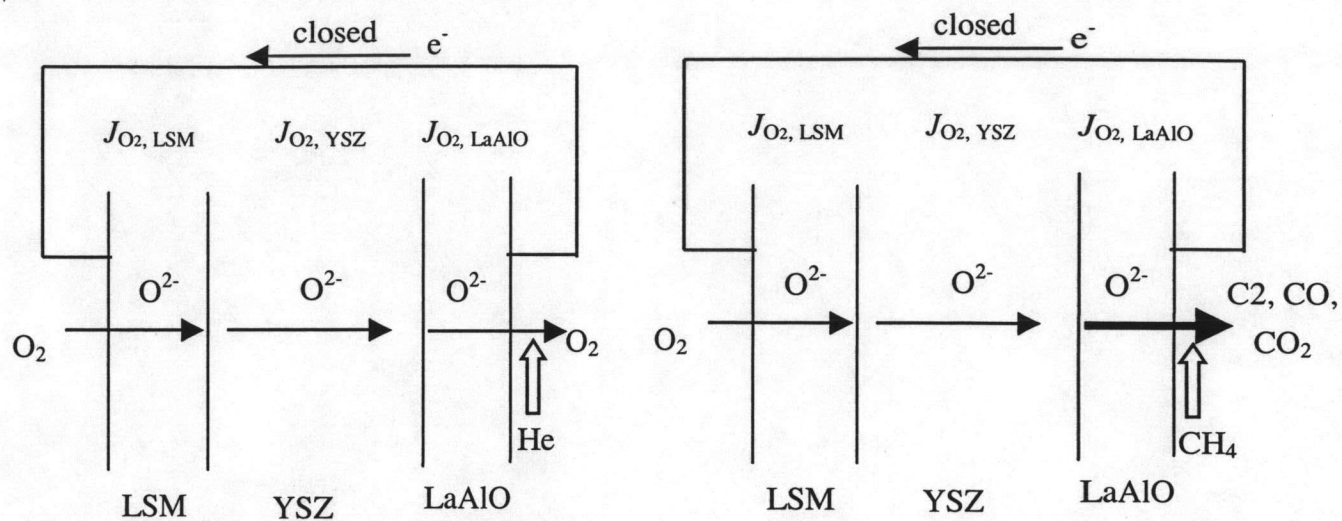 closed e⁻
J_O₂, LSM J_O₂, YSZ J_O₂, LaAlO
O²⁻ O²⁻ O²⁻
O₂ O₂
He
LSM YSZ LaAlO
closed e⁻
J_O₂, LSM J_O₂, YSZ J_O₂, LaAlO
O²⁻ O²⁻ O²⁻
C2, CO,
O₂ CO₂
CH₄
LSM YSZ LaAlO